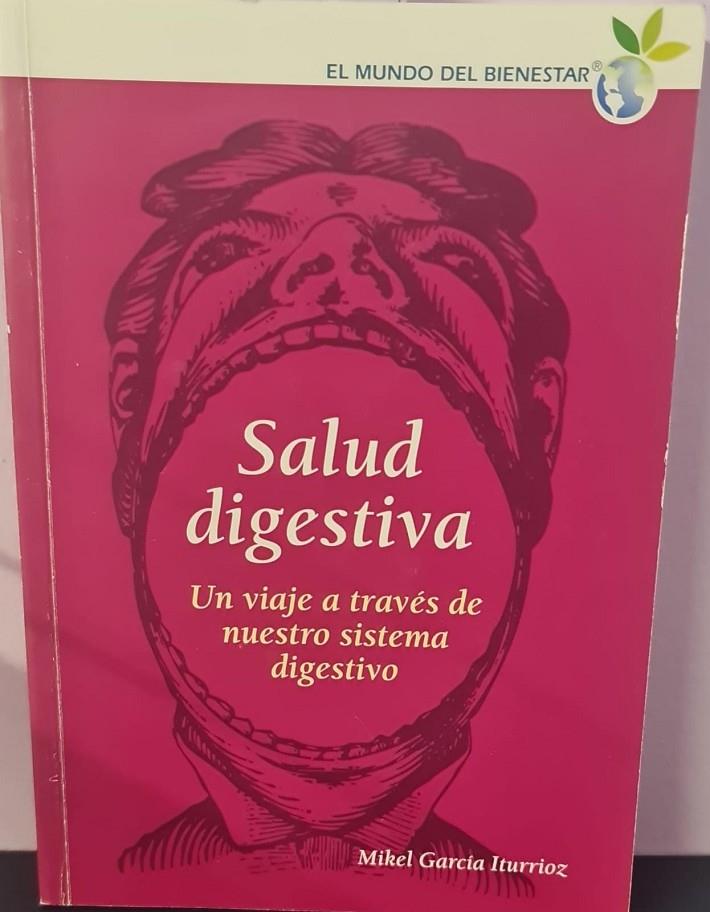 EL MUNDO DEL BIENESTAR®
Salud
digestiva
Un viaje a través de
nuestro sistema
digestivo
Mikel García Iturrioz